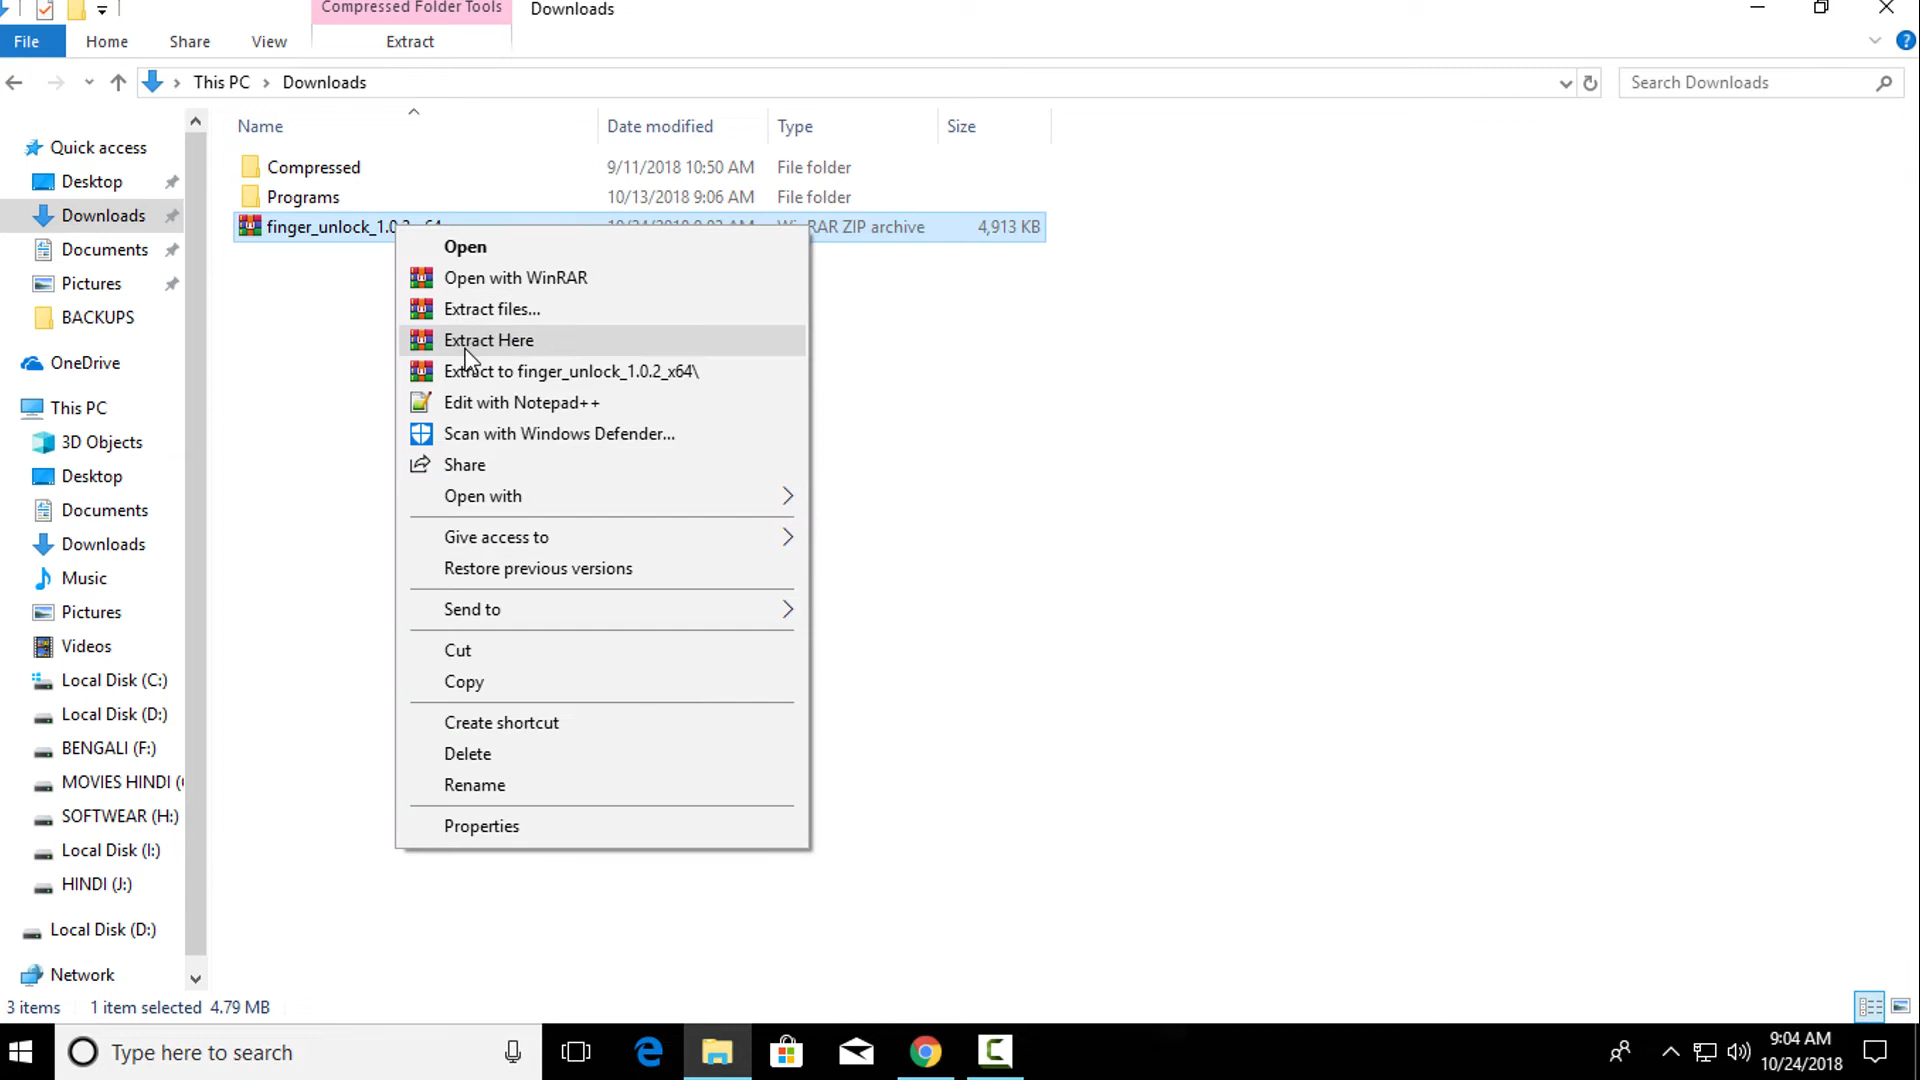 Compressed Folder Tools
Downloads
File
Home
Share
View
Extract
This PC
Downloads
Search Downloads
Name
Date modified
Type
Size
Quick access
Desktop
Downloads
Documents
Pictures
BACKUPS
OneDrive
This PC
3D Objects
Desktop
Documents
Downloads
Music
Pictures
Videos
Local Disk (C:)
Local Disk (D:)
BENGALI (F:)
MOVIES HINDI (
SOFTWEAR (H:)
Local Disk (I:)
HINDI (J:)
Local Disk (D:)
Network
Compressed 9/11/2018 10:50 AM File folder
Programs 10/13/2018 9:06 AM File folder
finger_unlock_1.0.2_x64 10/24/2018 9:03 AM WinRAR ZIP archive 4,913 KB
Open
Open with WinRAR
Extract files...
Extract Here
Extract to finger_unlock_1.0.2_x64\
Edit with Notepad++
Scan with Windows Defender...
Share
Open with
Give access to
Restore previous versions
Send to
Cut
Copy
Create shortcut
Delete
Rename
Properties
3 items
1 item selected 4.79 MB
Type here to search
9:04 AM
10/24/2018